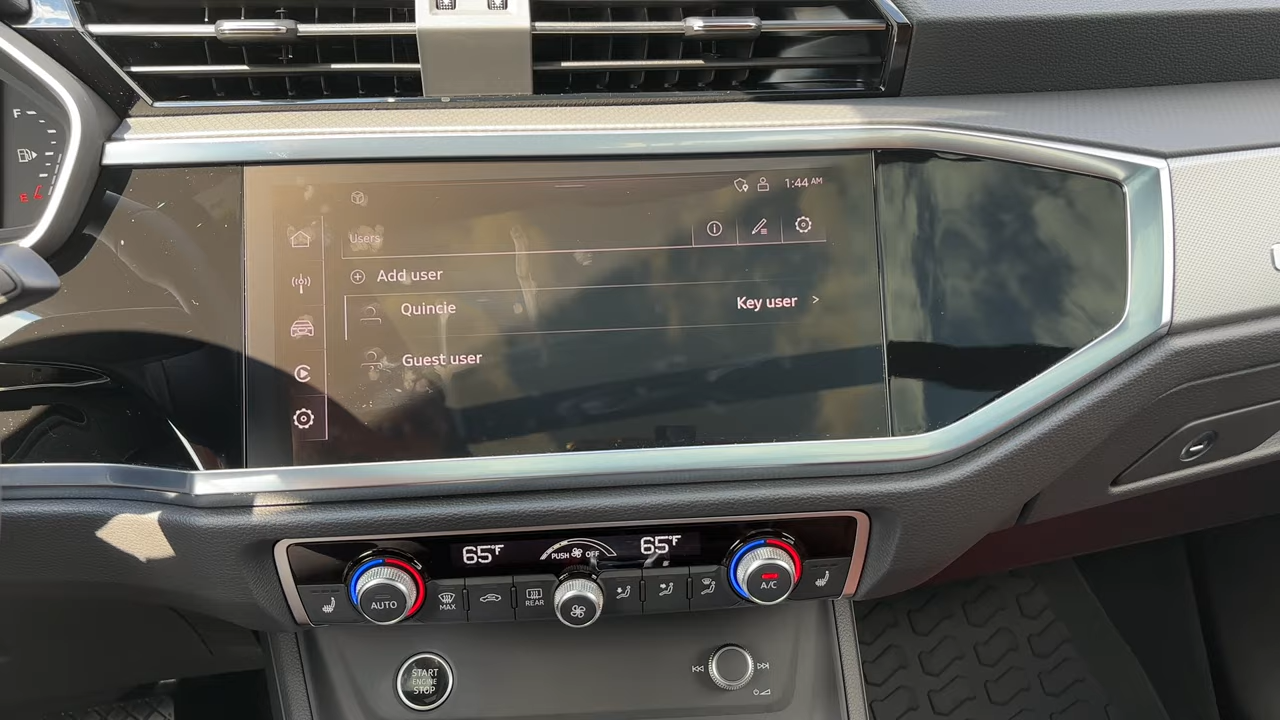 F
E
1:44 AM
Users
Add user
Quincie
Key user >
Guest user
65°F
PUSH OFF
65°F
AUTO
MAX
REAR
A/C
START
ENGINE
STOP